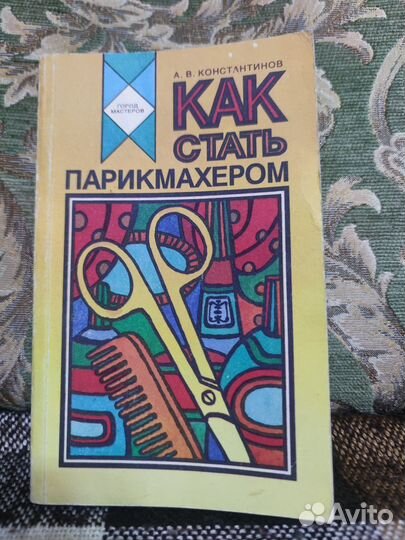 А. В. КОНСТАНТИНОВ
ГОРОД
МАСТЕРОВ
КАК
СТАТЬ
ПАРИКМАХЕРОМ
Avito